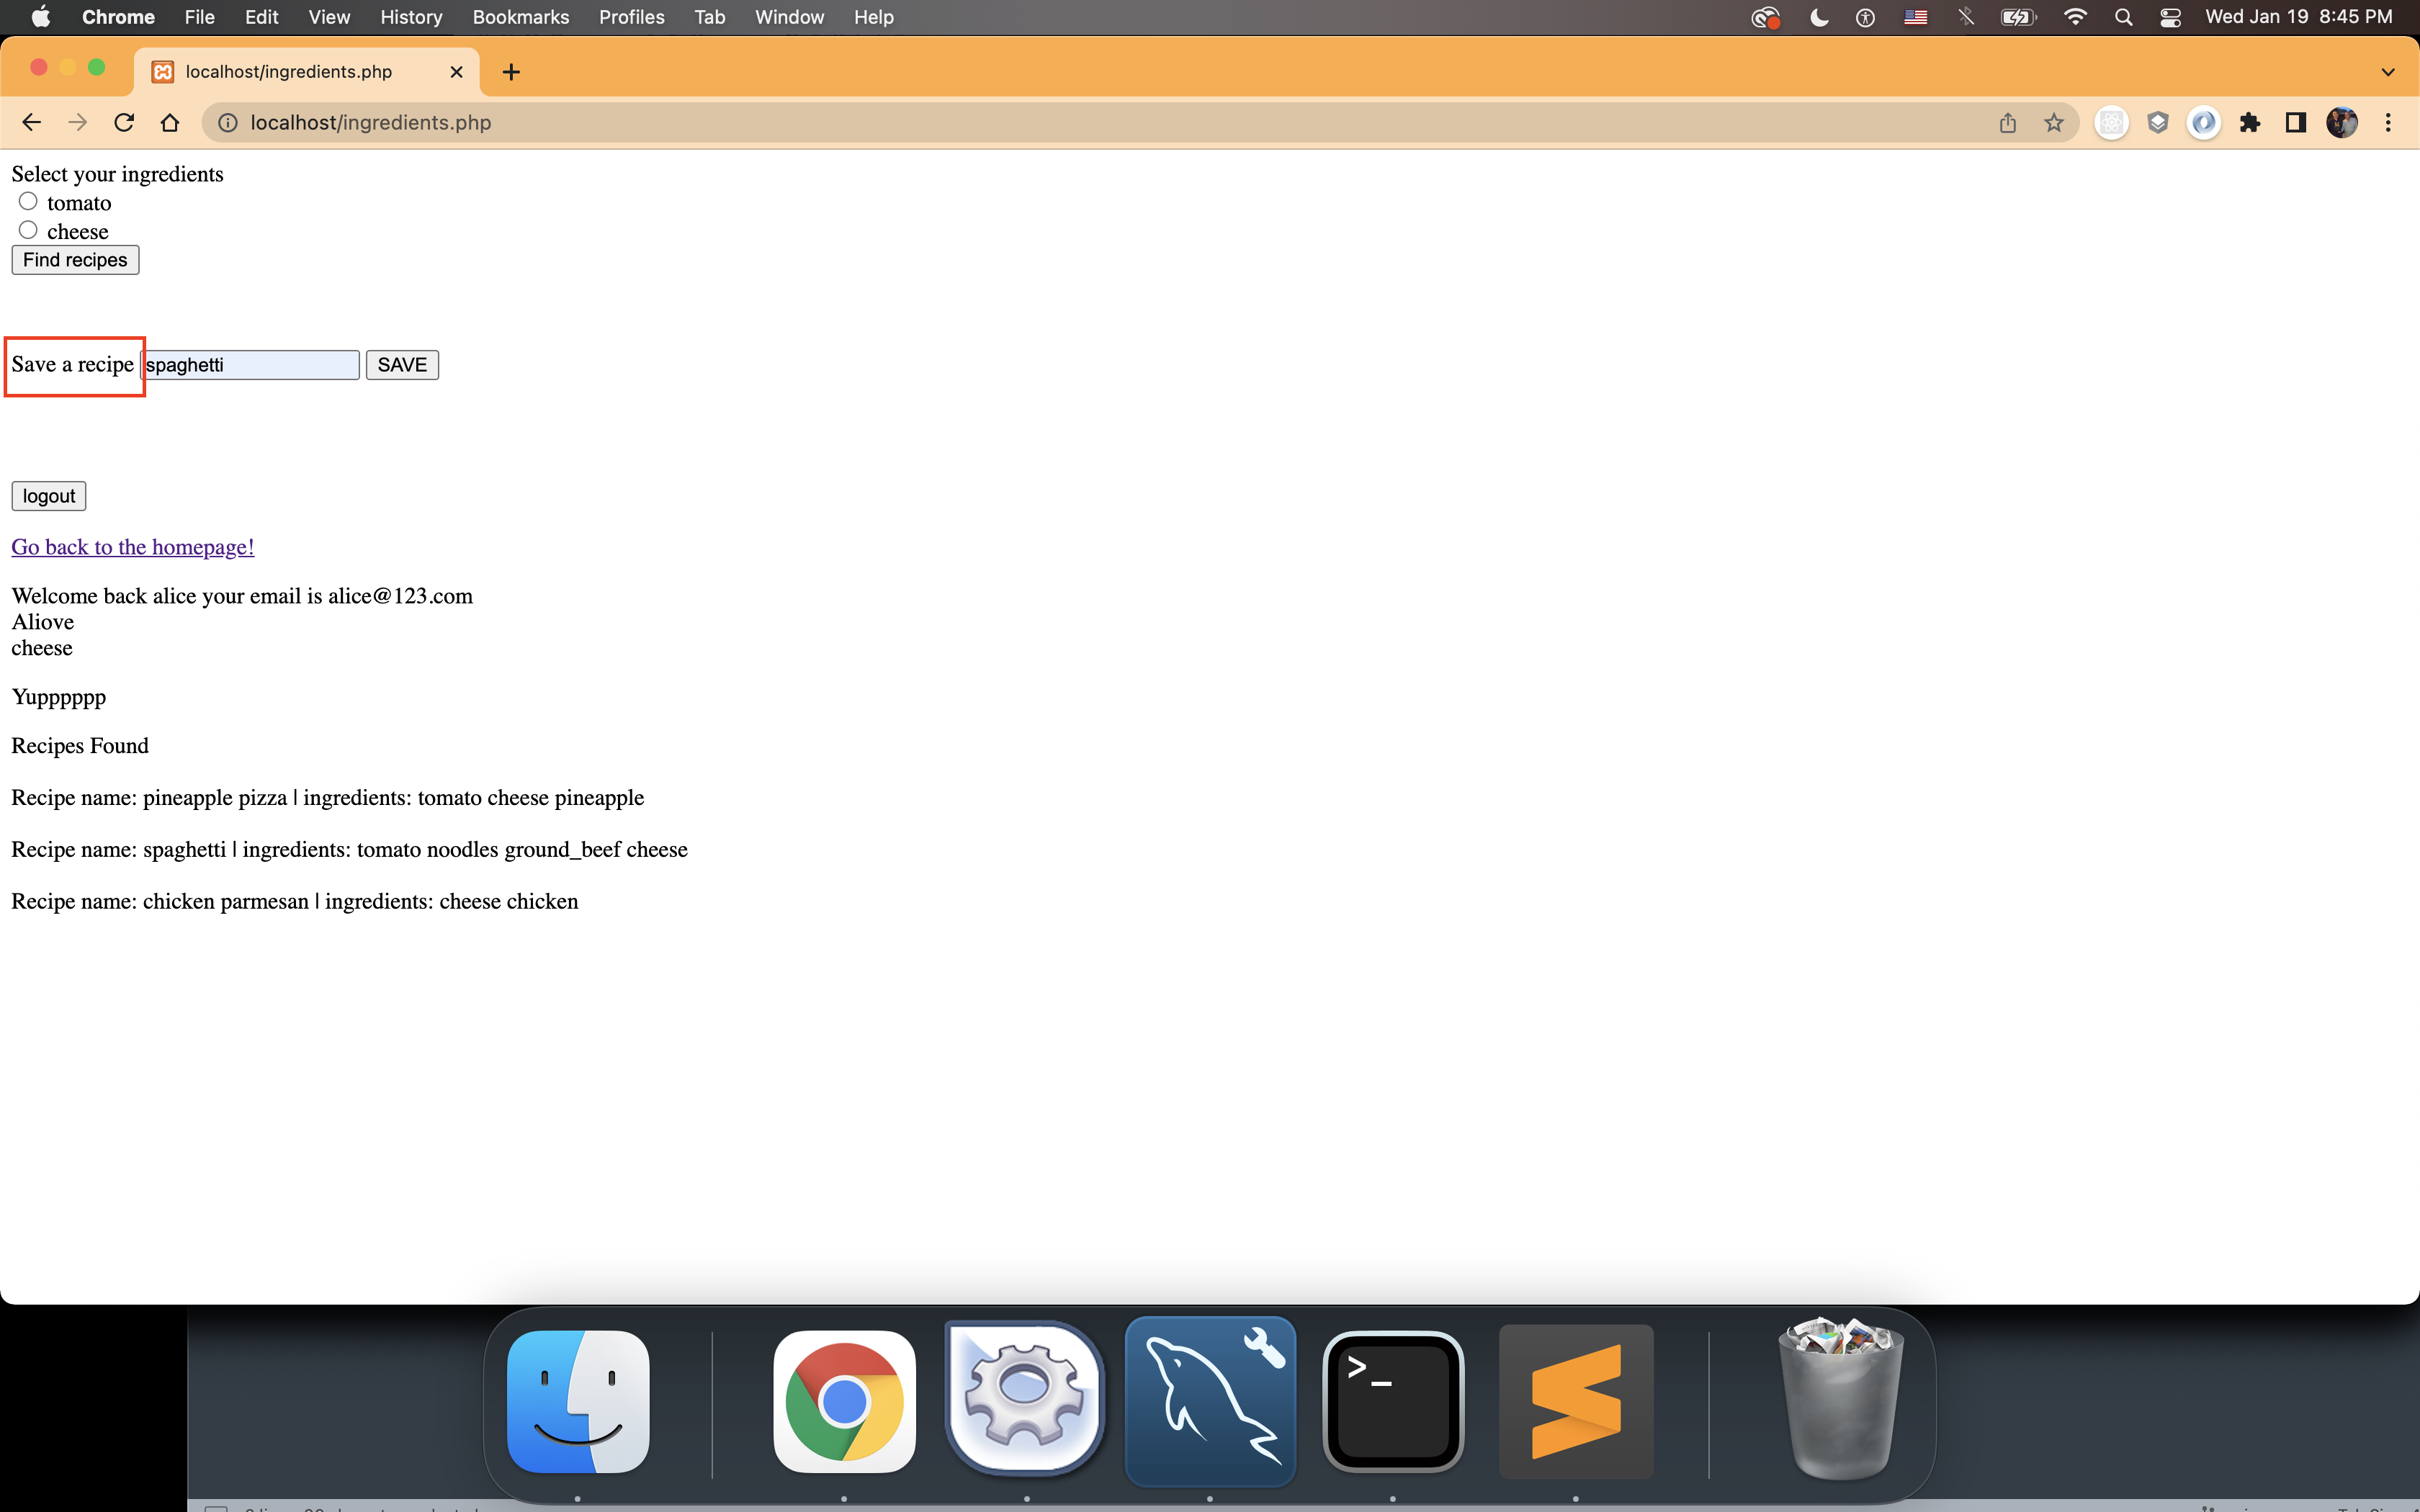 Chrome File Edit View History Bookmarks Profiles Tab Window Help Wed Jan 19 8:45 PM
localhost/ingredients.php
localhost/ingredients.php
Select your ingredients
tomato
cheese
Find recipes
Save a recipe spaghetti SAVE
logout
Go back to the homepage!
Welcome back alice your email is alice@123.com
Aliove
cheese
Yupppppp
Recipes Found
Recipe name: pineapple pizza | ingredients: tomato cheese pineapple
Recipe name: spaghetti | ingredients: tomato noodles ground_beef cheese
Recipe name: chicken parmesan | ingredients: cheese chicken